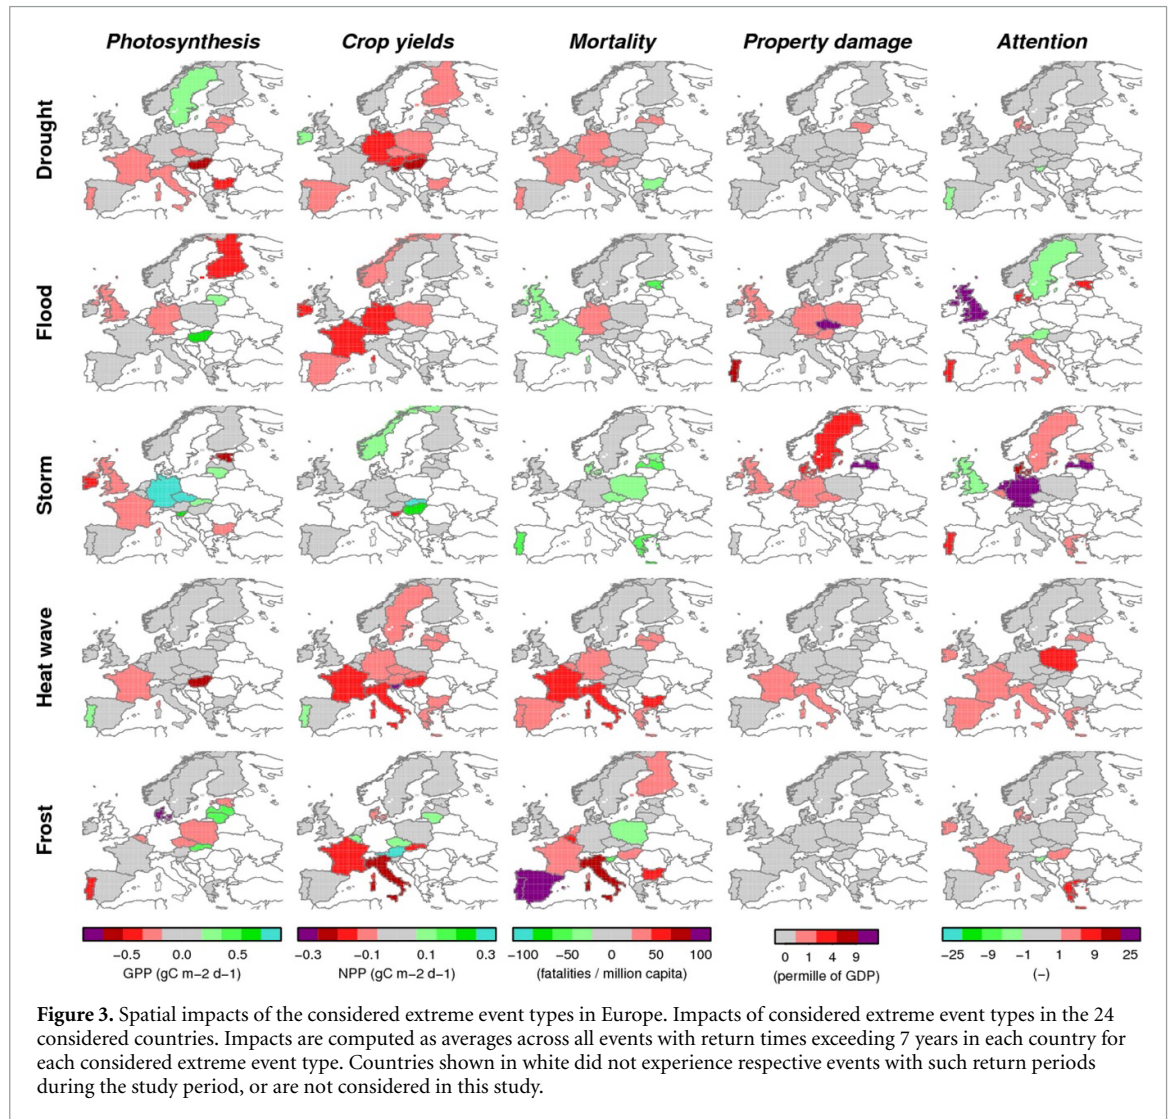 Photosynthesis Crop yields Mortality Property damage Attention
Drought
Flood
Storm
Heat wave
Frost
−0.5 0.0 0.5
GPP (gC m−2 d−1)
−0.3 −0.1 0.1 0.3
NPP (gC m−2 d−1)
−100 −50 0 50 100
(fatalities / million capita)
0 1 4 9
(permille of GDP)
−25 −9 −1 1 9 25
(−)
Figure 3. Spatial impacts of the considered extreme event types in Europe. Impacts of considered extreme event types in the 24
considered countries. Impacts are computed as averages across all events with return times exceeding 7 years in each country for
each considered extreme event type. Countries shown in white did not experience respective events with such return periods
during the study period, or are not considered in this study.